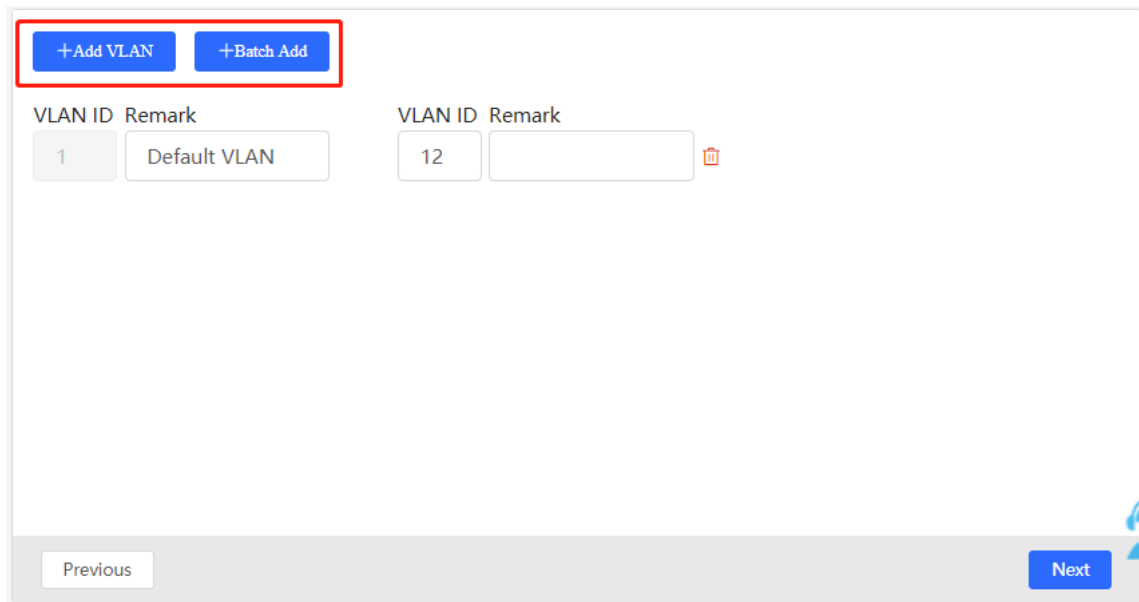 +Add VLAN +Batch Add
VLAN ID Remark VLAN ID Remark
1 Default VLAN 12
Previous Next